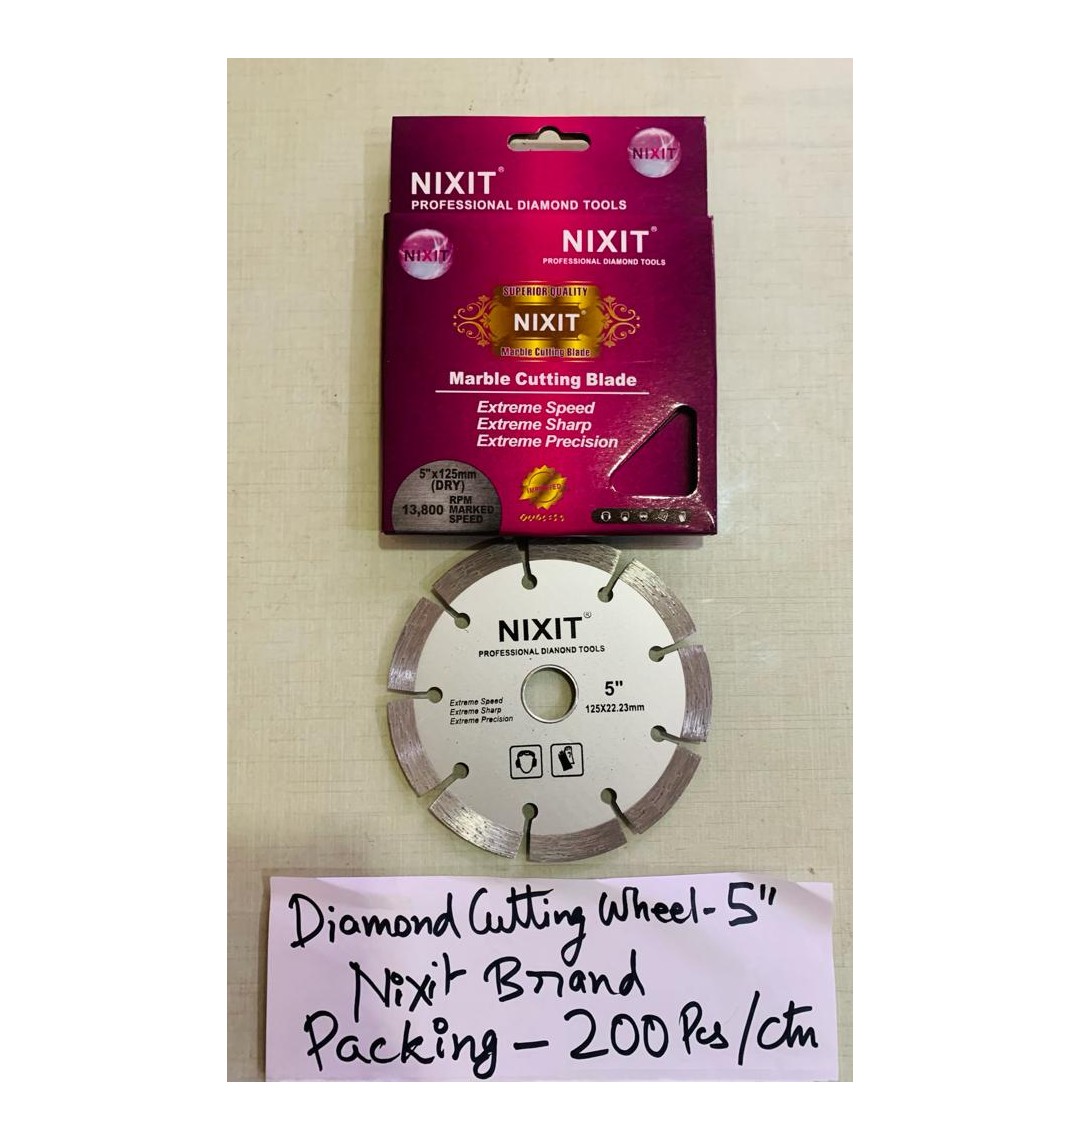 NIXIT®
PROFESSIONAL DIAMOND TOOLS
NIXIT
NIXIT®
PROFESSIONAL DIAMOND TOOLS
NIXIT
SUPERIOR QUALITY
NIXIT®
Marble Cutting Blade
Marble Cutting Blade
Extreme Speed
Extreme Sharp
Extreme Precision
5"x125mm
(DRY)
13,800 RPM
MARKED
SPEED
NIXIT®
PROFESSIONAL DIANOND TOOLS
Extreme Speed
Extreme Sharp
Extreme Precision
5"
125X22.23mm
Diamond Cutting Wheel-5"
Nixit Brand
Packing - 200 Pcs/ctn